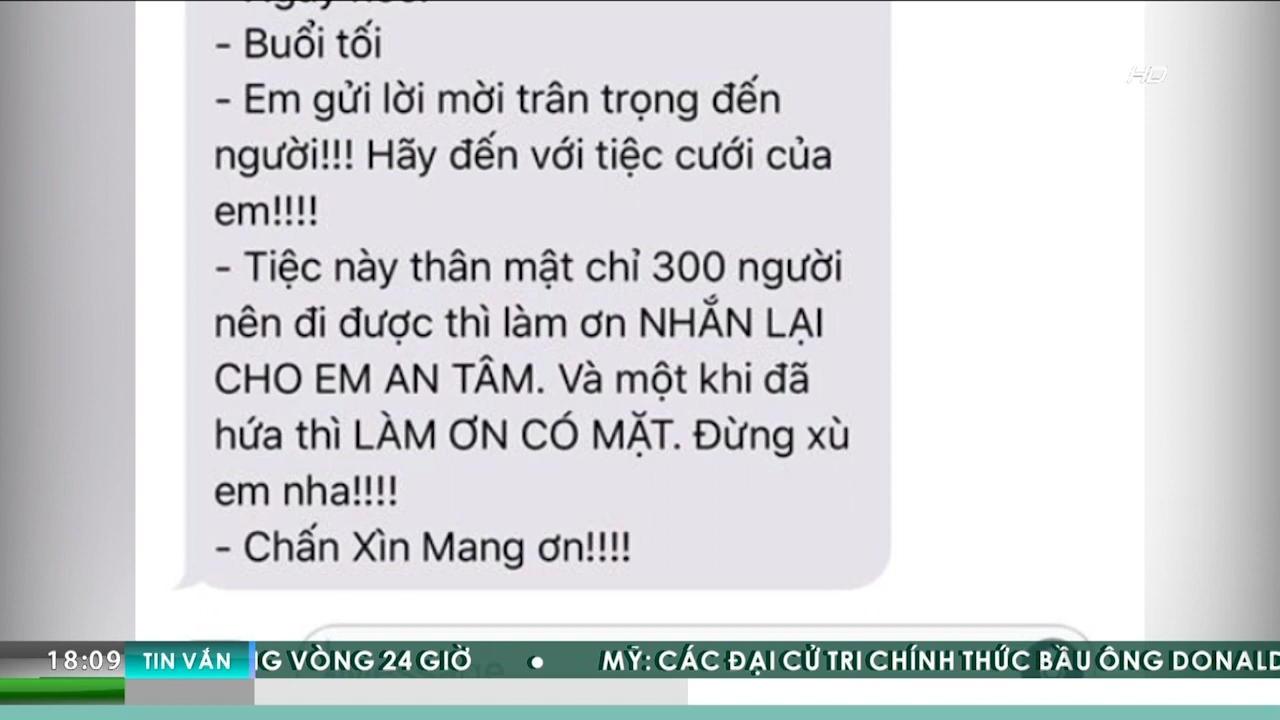 - Buổi tối
- Em gửi lời mời trân trọng đến
người!!! Hãy đến với tiệc cưới của
em!!!!
- Tiệc này thân mật chỉ 300 người
nên đi được thì làm ơn NHẮN LẠI
CHO EM AN TÂM. Và một khi đã
hứa thì LÀM ƠN CÓ MẶT. Đừng xù
em nha!!!!
- Chấn Xìn Mang ơn!!!!
HD
18:09 TIN VẮN G VÒNG 24 GIỜ • MỸ: CÁC ĐẠI CỬ TRI CHÍNH THỨC BẦU ÔNG DONALD